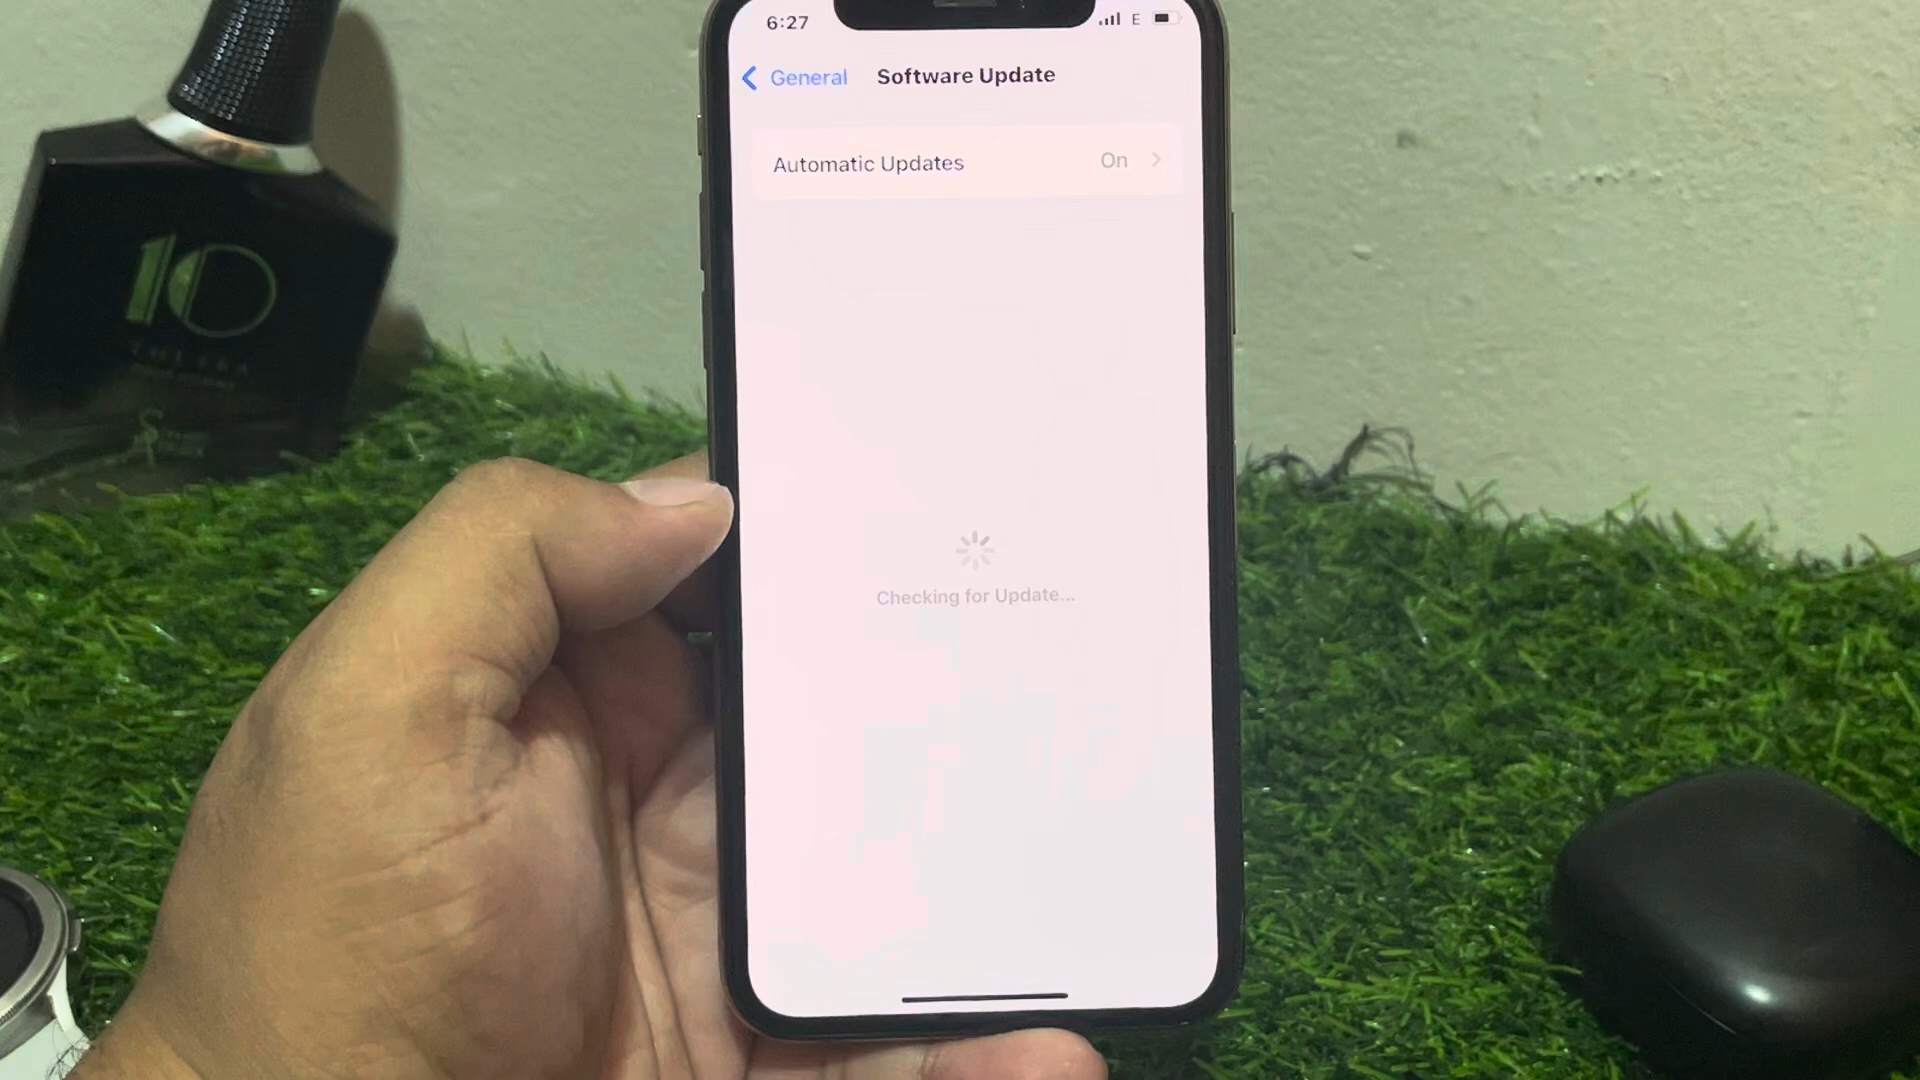 6:27 E
General Software Update
Automatic Updates On
Checking for Update...
10